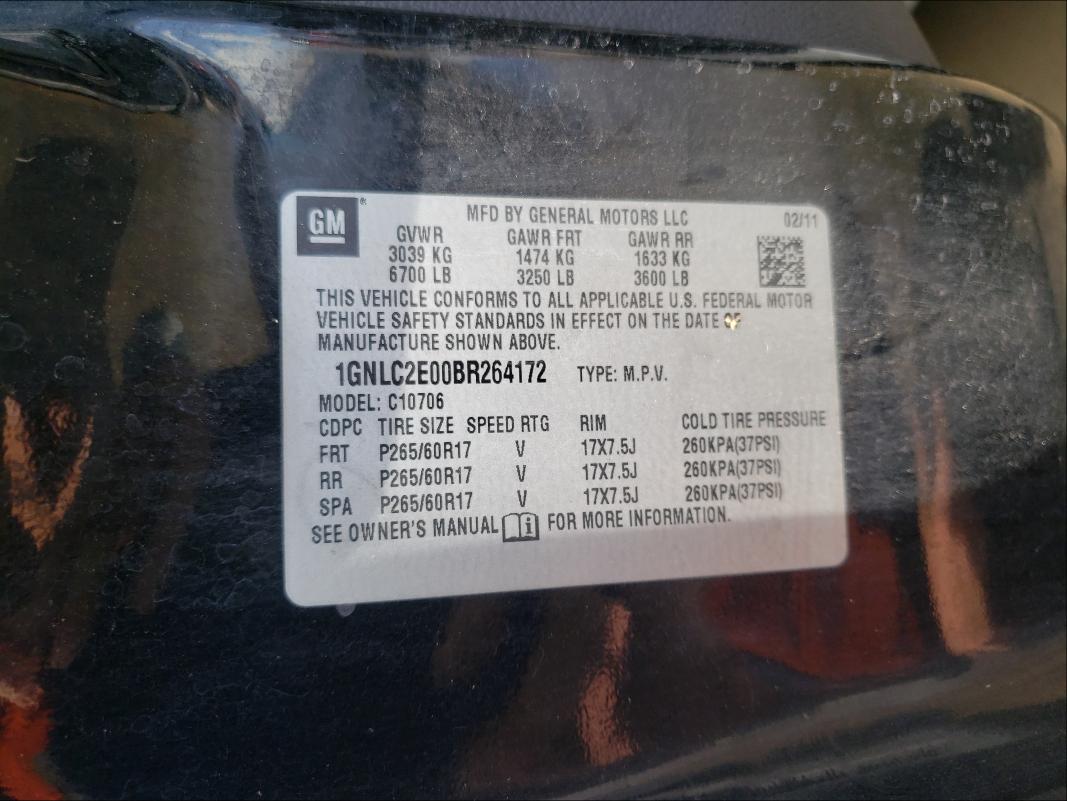 GM®
MFD BY GENERAL MOTORS LLC 02/11
GVWR GAWR FRT GAWR RR
3039 KG 1474 KG 1633 KG
6700 LB 3250 LB 3600 LB
THIS VEHICLE CONFORMS TO ALL APPLICABLE U.S. FEDERAL MOTOR
VEHICLE SAFETY STANDARDS IN EFFECT ON THE DATE OF
MANUFACTURE SHOWN ABOVE.
1GNLC2E00BR264172 TYPE: M.P.V.
MODEL: C10706
CDPC TIRE SIZE SPEED RTG RIM COLD TIRE PRESSURE
FRT P265/60R17 V 17X7.5J 260KPA(37PSI)
RR P265/60R17 V 17X7.5J 260KPA(37PSI)
SPA P265/60R17 V 17X7.5J 260KPA(37PSI)
SEE OWNER'S MANUAL i FOR MORE INFORMATION.